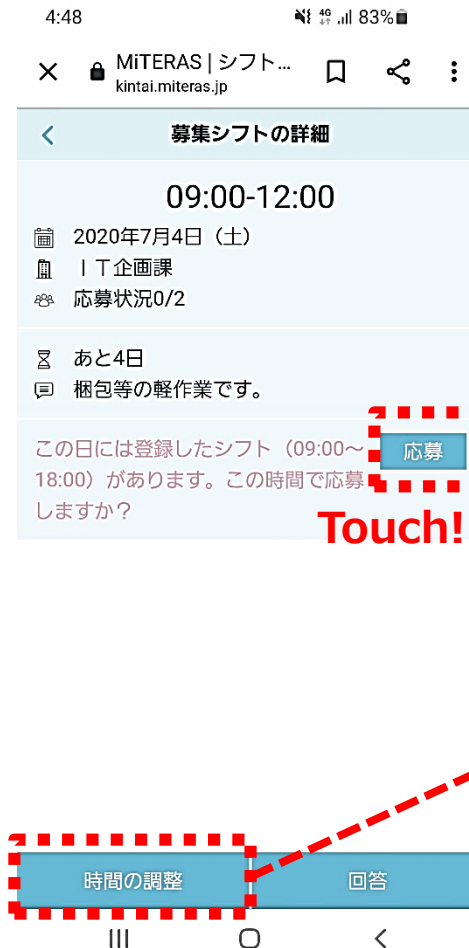 4:48 4G 83%
MiTERAS | シフト...
kintai.miteras.jp
募集シフトの詳細
09:00-12:00
2020年7月4日（土）
ＩＴ企画課
応募状況0/2
あと4日
梱包等の軽作業です。
この日には登録したシフト（09:00～
18:00）があります。この時間で応募
しますか？
応募
Touch!
時間の調整
回答